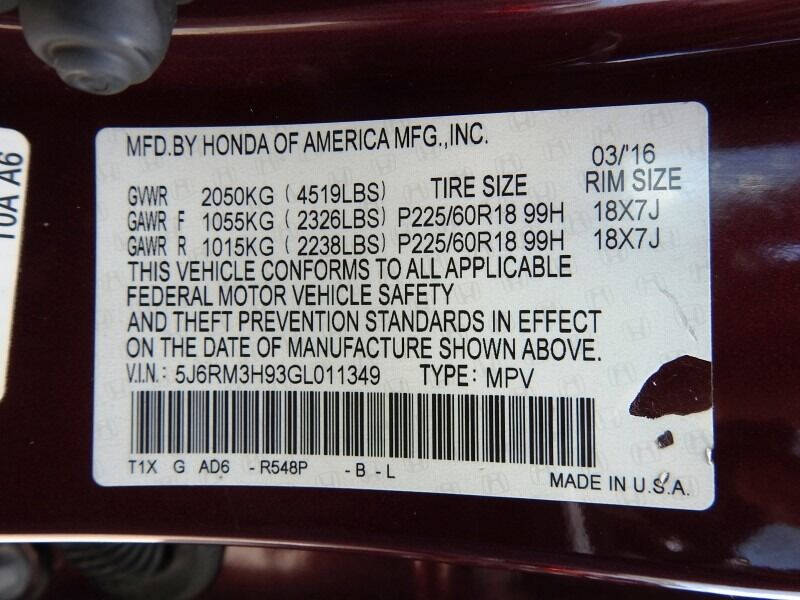 MFD.BY HONDA OF AMERICA MFG.,INC.
03/'16
GVWR 2050KG (4519LBS) TIRE SIZE RIM SIZE
GAWR F 1055KG (2326LBS) P225/60R18 99H 18X7J
GAWR R 1015KG (2238LBS) P225/60R18 99H 18X7J
THIS VEHICLE CONFORMS TO ALL APPLICABLE
FEDERAL MOTOR VEHICLE SAFETY
AND THEFT PREVENTION STANDARDS IN EFFECT
ON THE DATE OF MANUFACTURE SHOWN ABOVE.
V.I.N.: 5J6RM3H93GL011349 TYPE: MPV
T1X G AD6 -R548P -B-L
MADE IN U.S.A.
A6